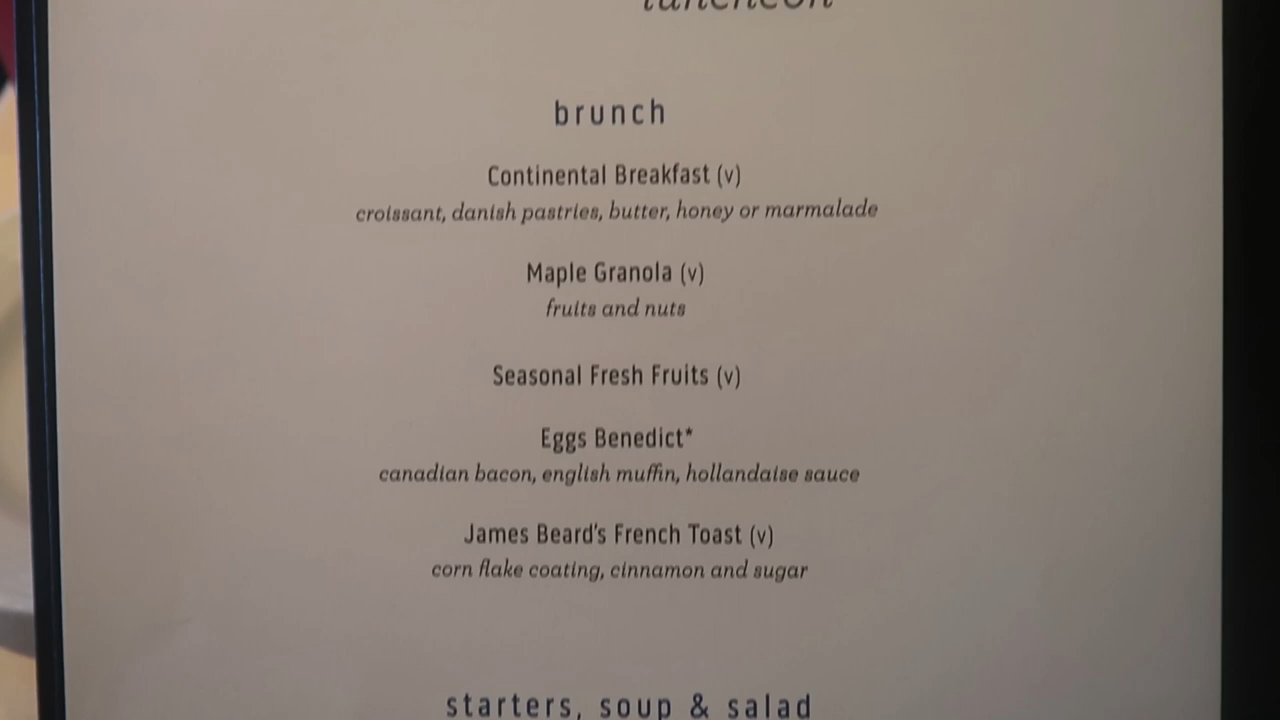 luncheon
brunch
Continental Breakfast (v)
croissant, danish pastries, butter, honey or marmalade
Maple Granola (v)
fruits and nuts
Seasonal Fresh Fruits (v)
Eggs Benedict*
canadian bacon, english muffin, hollandaise sauce
James Beard's French Toast (v)
corn flake coating, cinnamon and sugar
starters, soup & salad